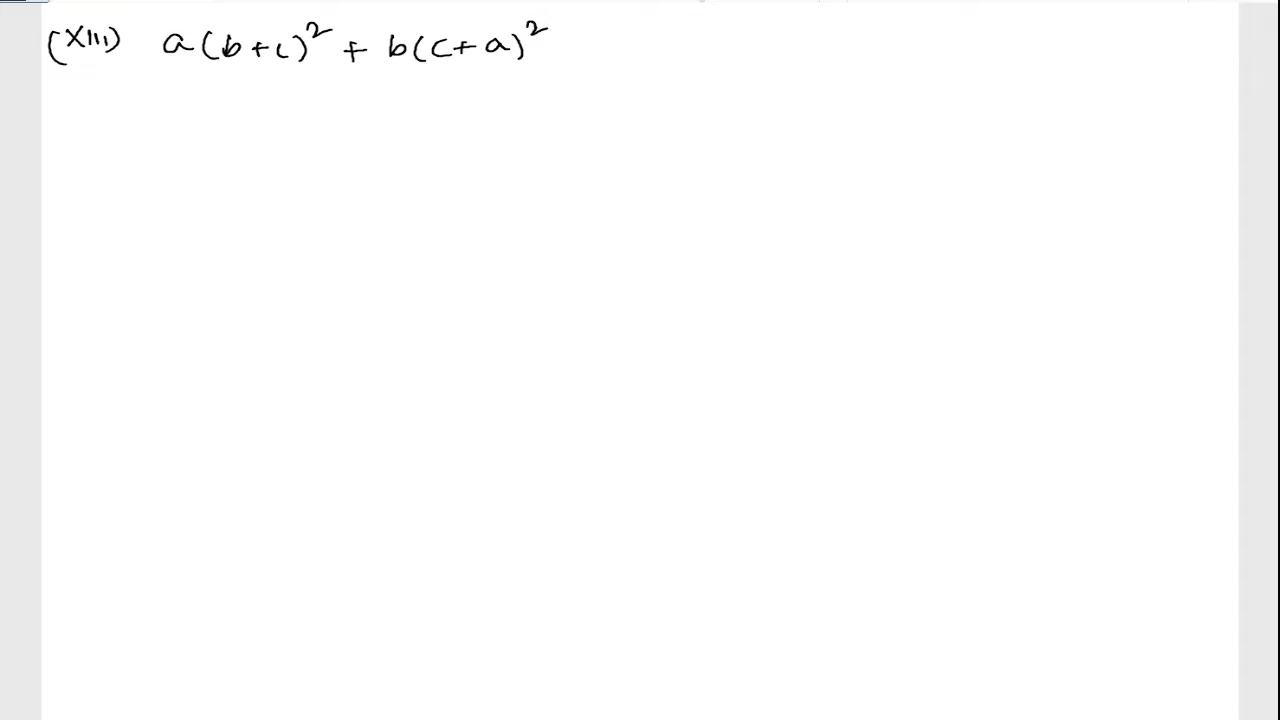 (XIII) a(b+c)² + b(c+a)²